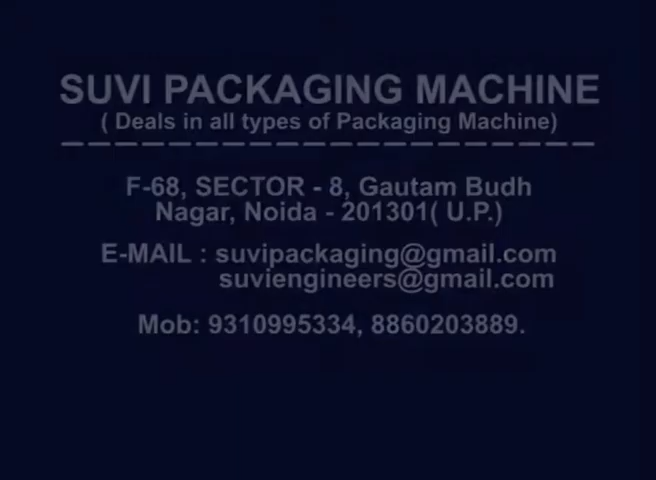 SUVI PACKAGING MACHINE
( Deals in all types of Packaging Machine)
F-68, SECTOR - 8, Gautam Budh
Nagar, Noida - 201301( U.P.)
E-MAIL : suvipackaging@gmail.com
suviengineers@gmail.com
Mob: 9310995334, 8860203889.